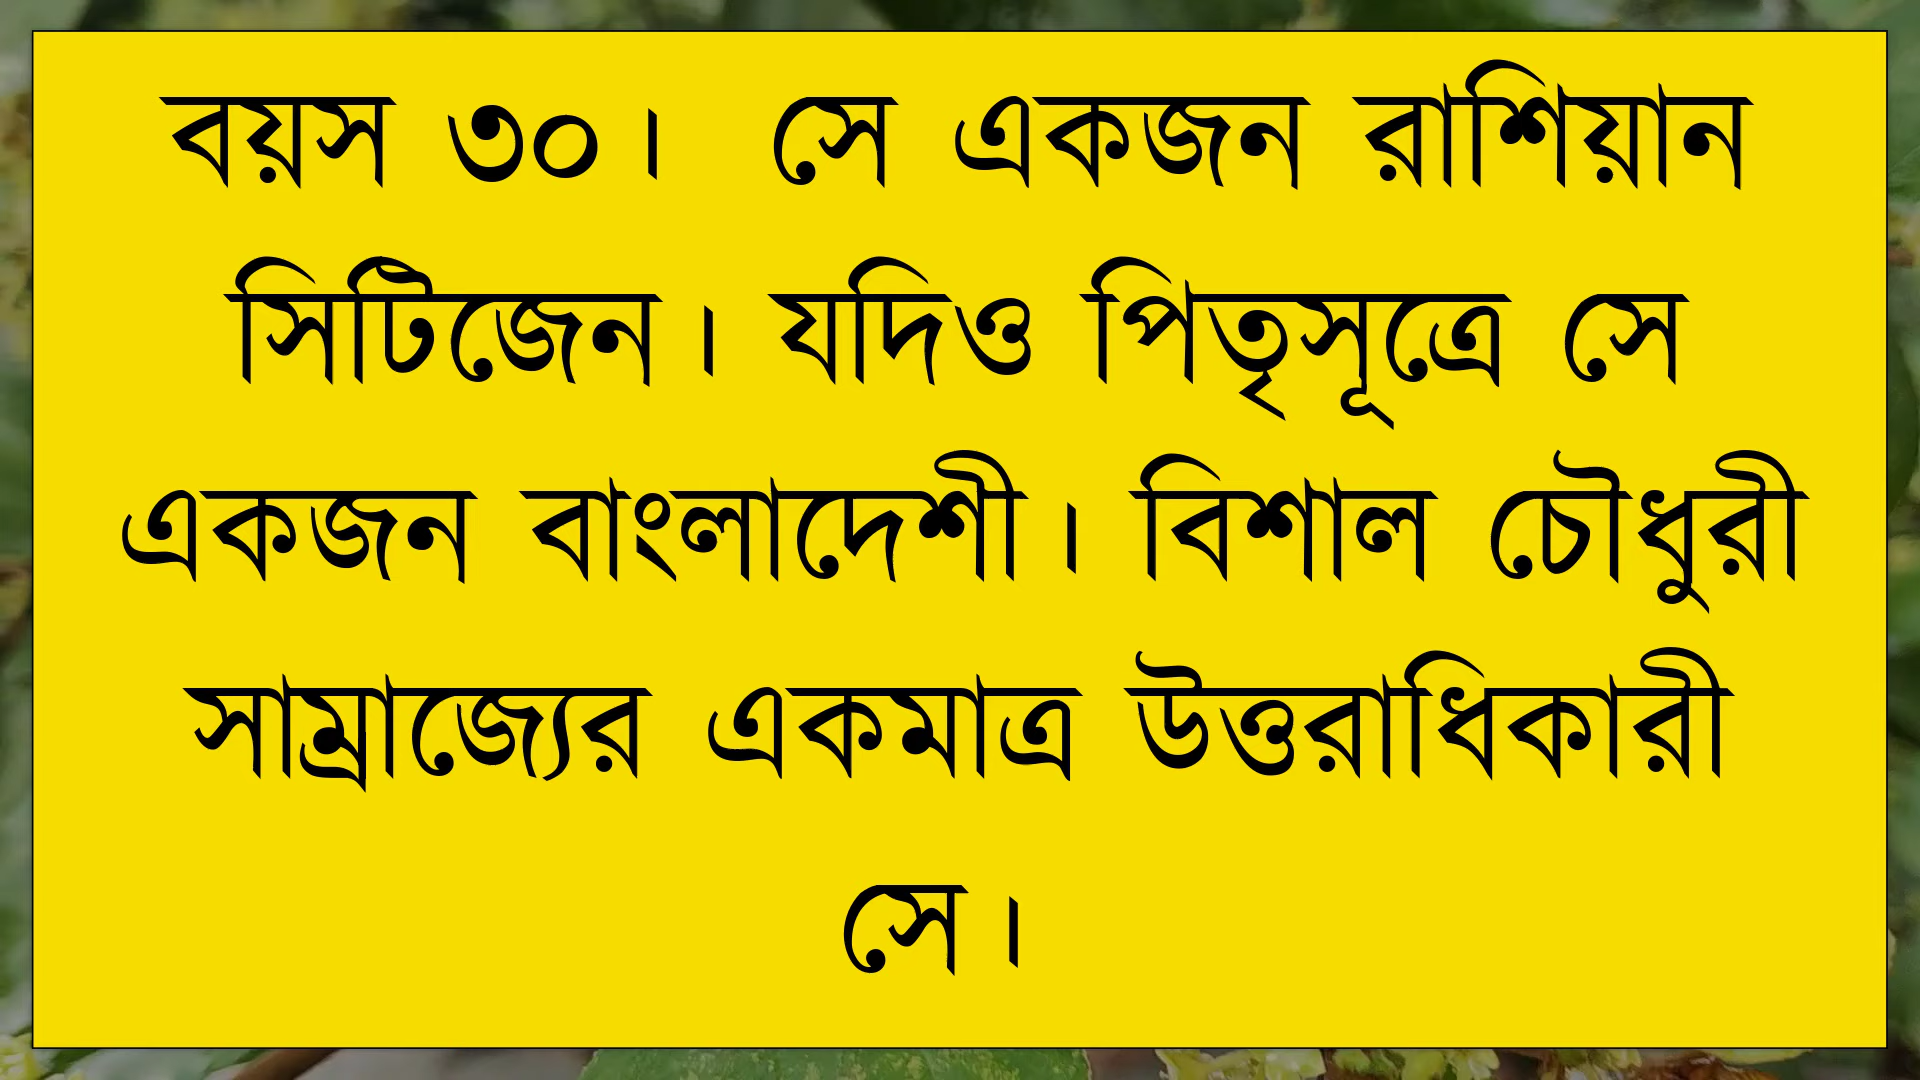 বয়স ৩০। সে একজন রাশিয়ান
সিটিজেন। যদিও পিতৃসূত্রে সে
একজন বাংলাদেশী। বিশাল চৌধুরী
সাম্রাজ্যের একমাত্র উত্তরাধিকারী
সে।